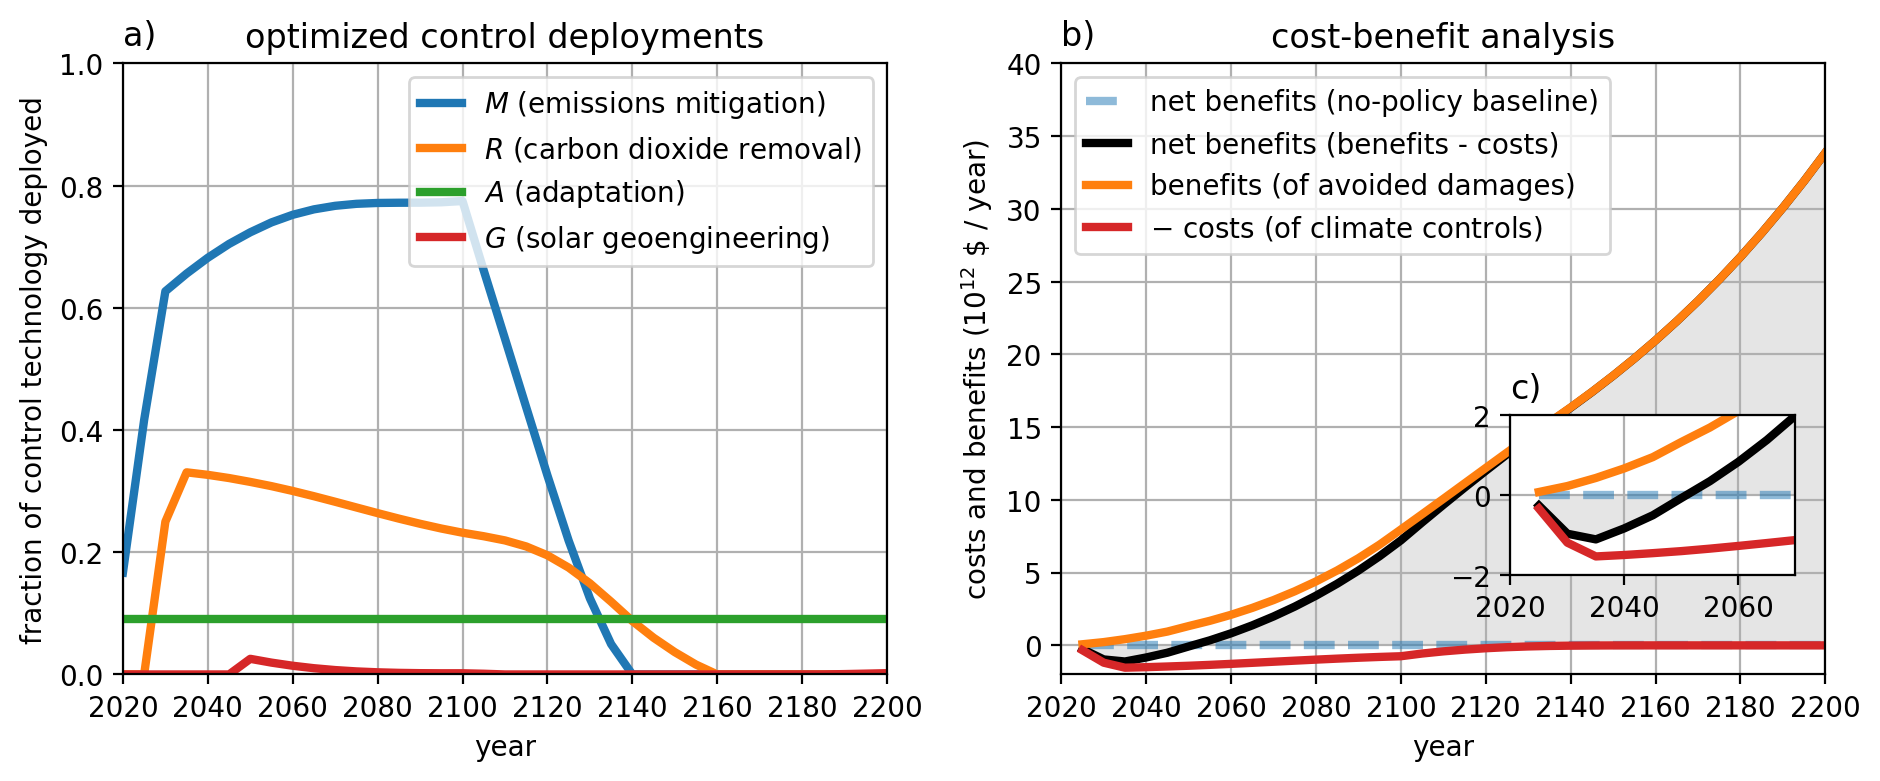 a)
optimized control deployments
fraction of control technology deployed
1.0
0.8
0.6
0.4
0.2
0.0
M (emissions mitigation)
R (carbon dioxide removal)
A (adaptation)
G (solar geoengineering)
2020 2040 2060 2080 2100 2120 2140 2160 2180 2200
year
b)
cost-benefit analysis
costs and benefits (10¹² $ / year)
40
35
30
25
20
15
10
5
0
net benefits (no-policy baseline)
net benefits (benefits - costs)
benefits (of avoided damages)
− costs (of climate controls)
c)
2
0
−2
2020 2040 2060
2020 2040 2060 2080 2100 2120 2140 2160 2180 2200
year